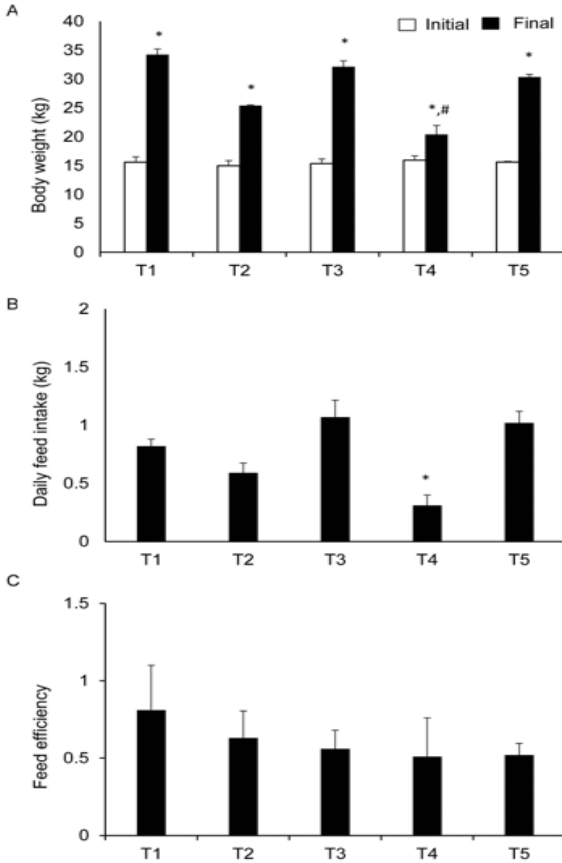 A
Initial Final
40
35
30
25
20
15
10
5
0
Body weight (kg)
* * * *,# *
T1 T2 T3 T4 T5
B
2
1.5
1
0.5
0
Daily feed intake (kg)
*
T1 T2 T3 T4 T5
C
1.5
1
0.5
0
Feed efficiency
T1 T2 T3 T4 T5